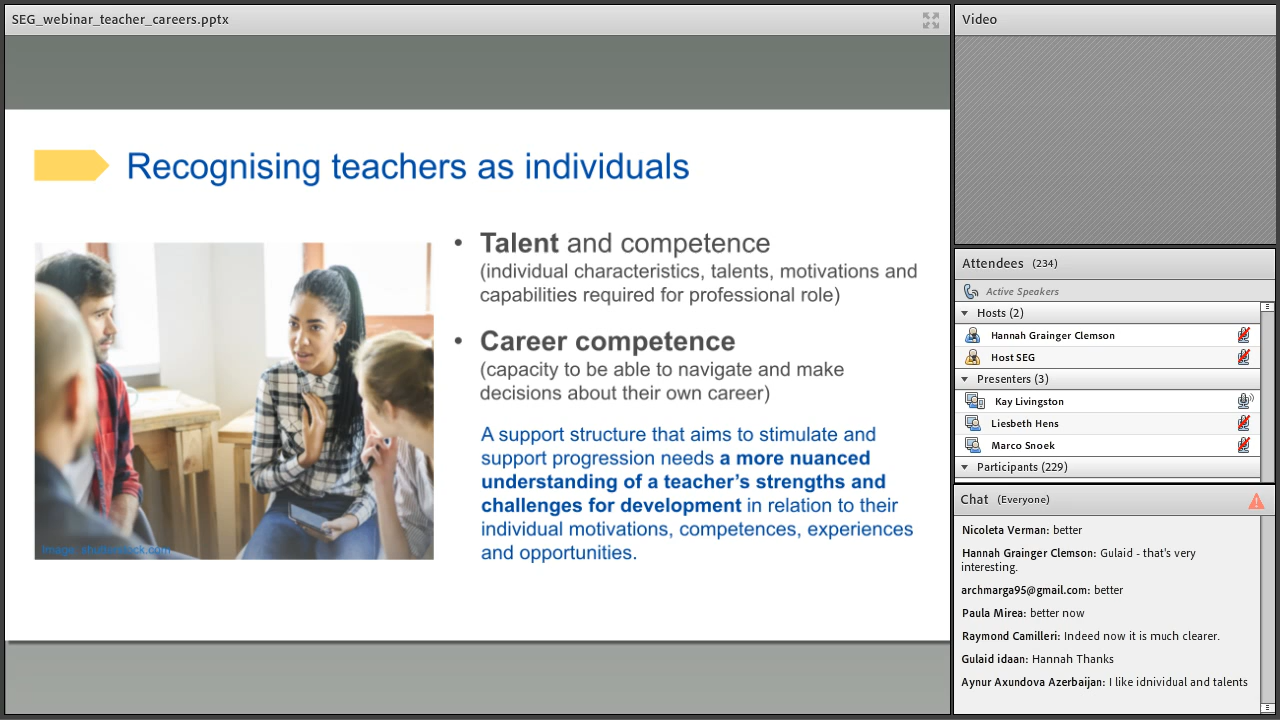 SEG_webinar_teacher_careers.pptx
Recognising teachers as individuals
• Talent and competence
(individual characteristics, talents, motivations and
capabilities required for professional role)
• Career competence
(capacity to be able to navigate and make
decisions about their own career)
A support structure that aims to stimulate and
support progression needs a more nuanced
understanding of a teacher's strengths and
challenges for development in relation to their
individual motivations, competences, experiences
and opportunities.
Image: shutterstock.com
Video
Attendees (234)
Active Speakers
Hosts (2)
Hannah Grainger Clemson
Host SEG
Presenters (3)
Kay Livingston
Liesbeth Hens
Marco Snoek
Participants (229)
Chat (Everyone)
Nicoleta Verman: better
Hannah Grainger Clemson: Gulaid - that's very
interesting.
archmarga95@gmail.com: better
Paula Mirea: better now
Raymond Camilleri: Indeed now it is much clearer.
Gulaid idaan: Hannah Thanks
Aynur Axundova Azerbaijan: I like idnividual and talents